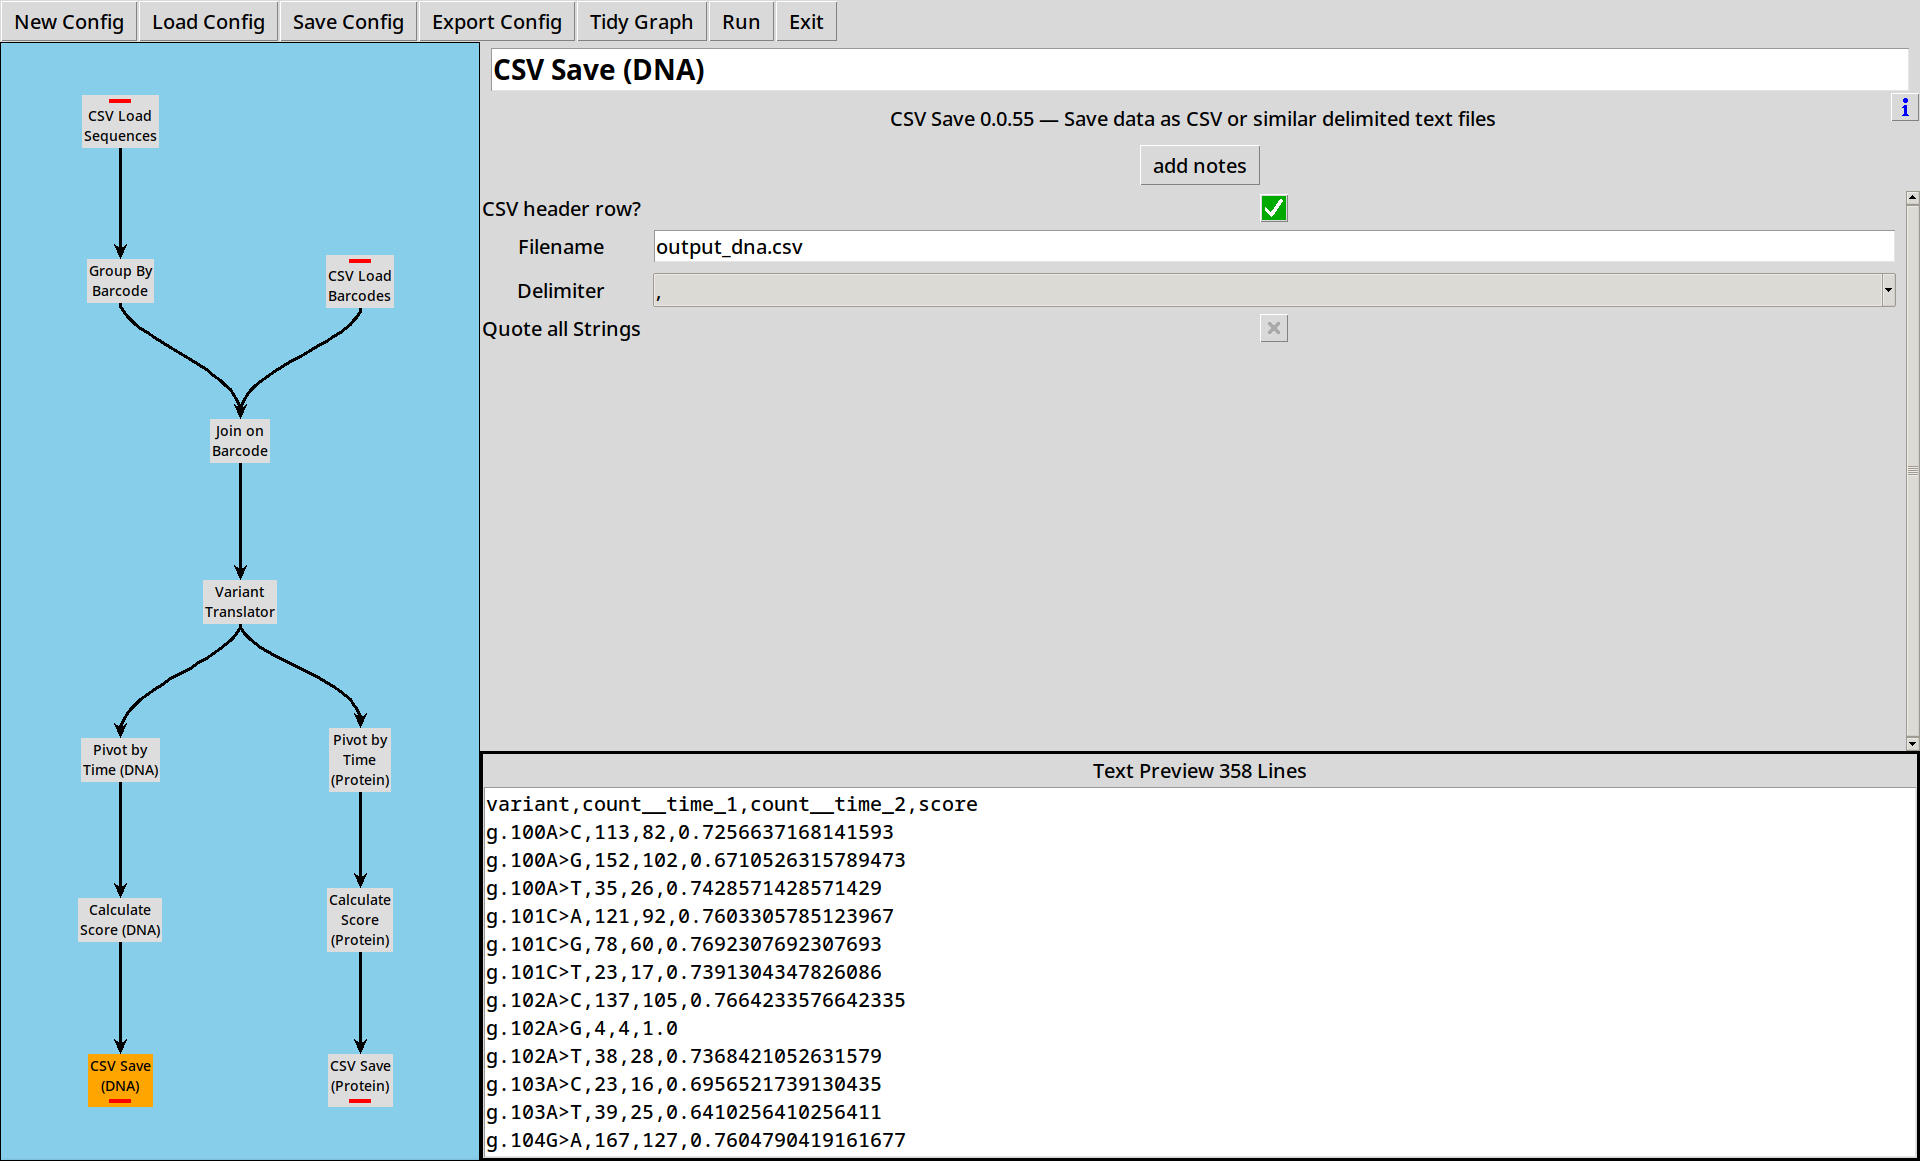 New Config Load Config Save Config Export Config Tidy Graph Run Exit
CSV Load
Sequences
Group By
Barcode
CSV Load
Barcodes
Join on
Barcode
Variant
Translator
Pivot by
Time (DNA)
Pivot by
Time
(Protein)
Calculate
Score (DNA)
Calculate
Score
(Protein)
CSV Save
(DNA)
CSV Save
(Protein)
CSV Save (DNA)
CSV Save 0.0.55 — Save data as CSV or similar delimited text files
i
add notes
CSV header row?
Filename output_dna.csv
Delimiter ,
Quote all Strings
Text Preview 358 Lines
variant,count__time_1,count__time_2,score
g.100A>C,113,82,0.7256637168141593
g.100A>G,152,102,0.6710526315789473
g.100A>T,35,26,0.7428571428571429
g.101C>A,121,92,0.7603305785123967
g.101C>G,78,60,0.7692307692307693
g.101C>T,23,17,0.7391304347826086
g.102A>C,137,105,0.7664233576642335
g.102A>G,4,4,1.0
g.102A>T,38,28,0.7368421052631579
g.103A>C,23,16,0.6956521739130435
g.103A>T,39,25,0.6410256410256411
g.104G>A,167,127,0.7604790419161677